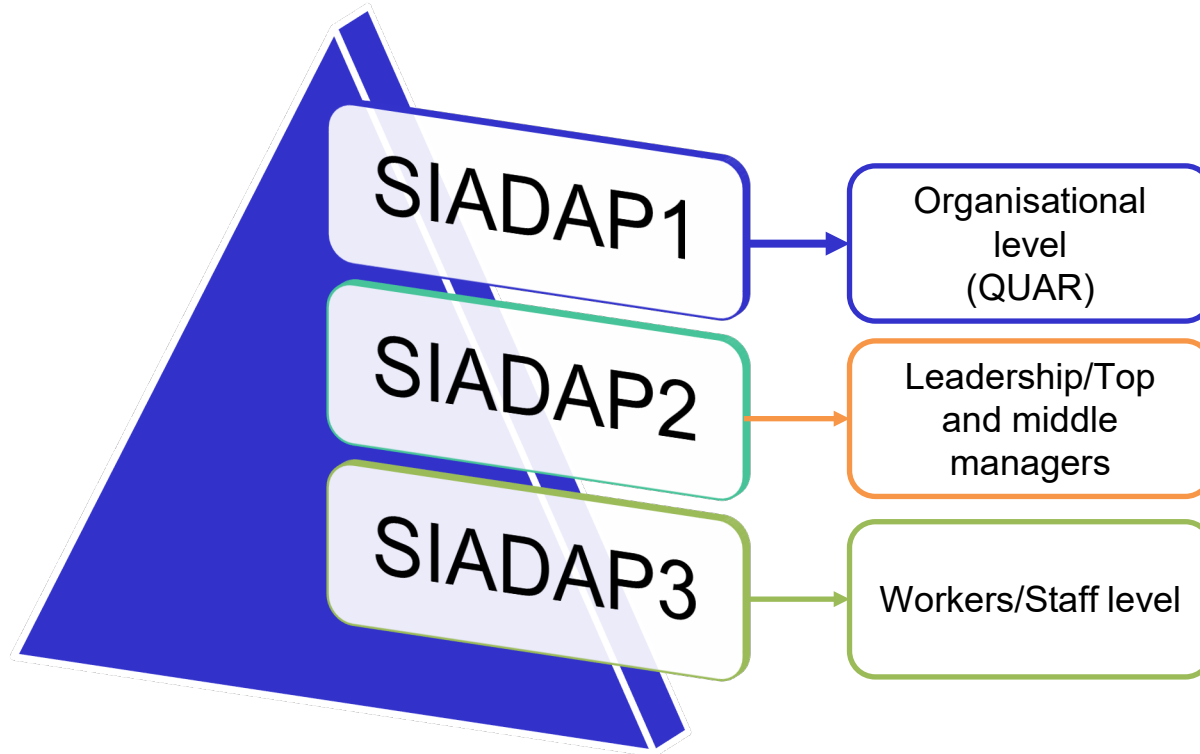 SIADAP1
Organisational
level
(QUAR)
SIADAP2
Leadership/Top
and middle
managers
SIADAP3
Workers/Staff level